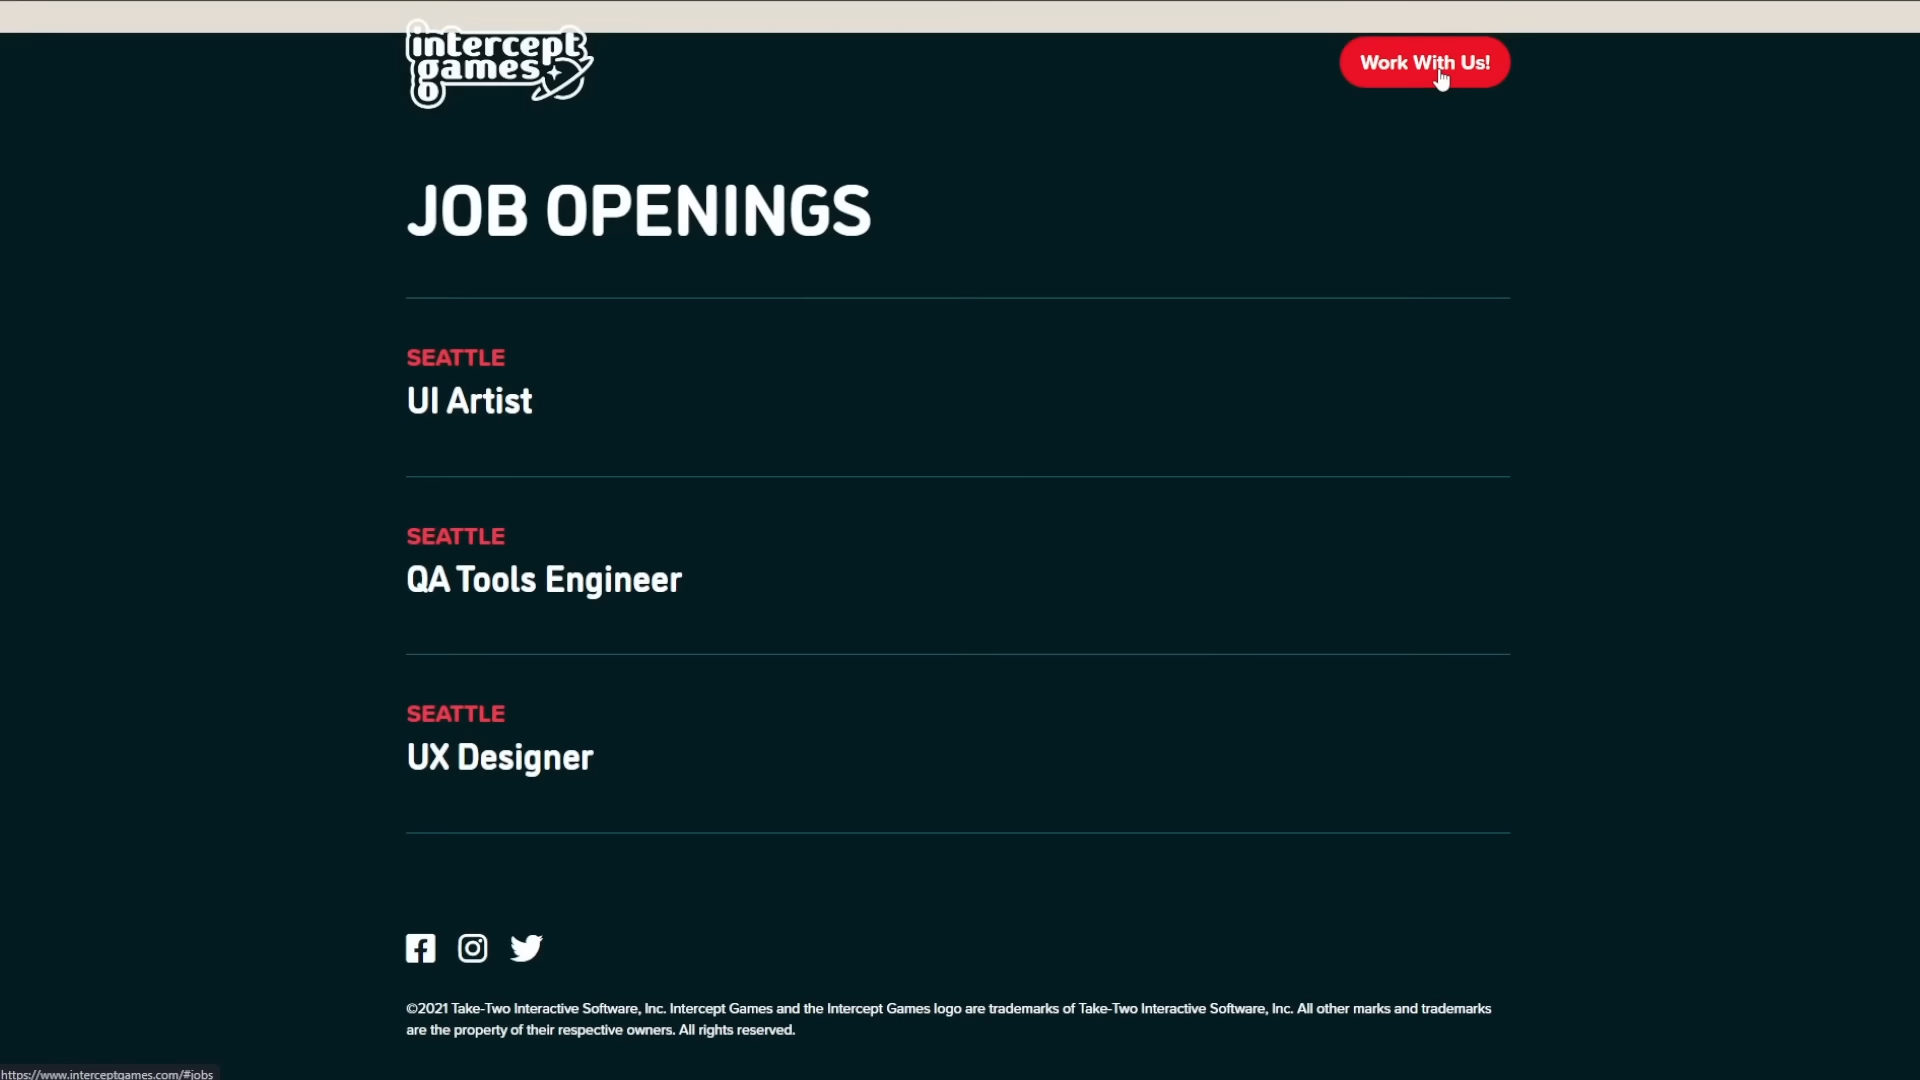 intercept
games
Work With Us!
JOB OPENINGS
SEATTLE
UI Artist
SEATTLE
QA Tools Engineer
SEATTLE
UX Designer
©2021 Take-Two Interactive Software, Inc. Intercept Games and the Intercept Games logo are trademarks of Take-Two Interactive Software, Inc. All other marks and trademarks
are the property of their respective owners. All rights reserved.
https://www.interceptgames.com/#jobs